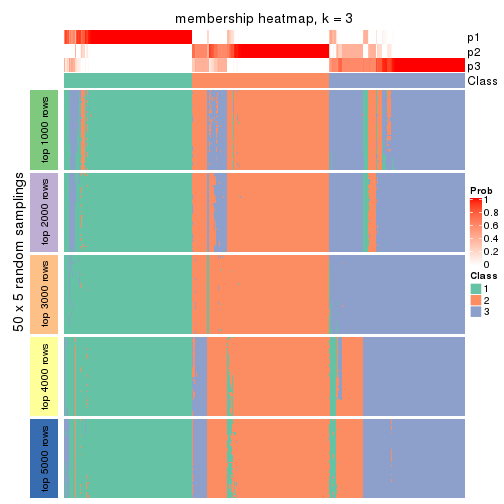 membership heatmap, k = 3
p1
p2
p3
Class
50 x 5 random samplings
top 1000 rows
top 2000 rows
top 3000 rows
top 4000 rows
top 5000 rows
Prob
1
0.8
0.6
0.4
0.2
0
Class
1
2
3